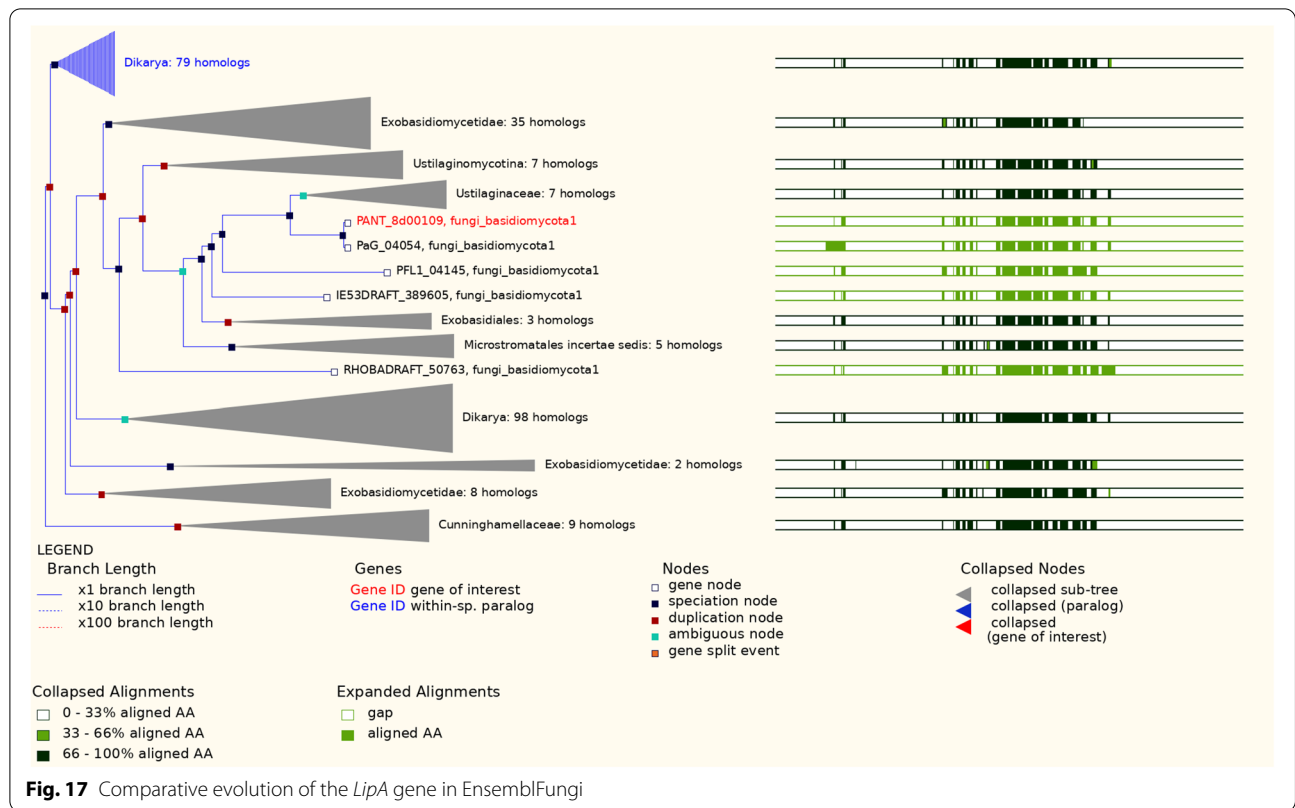 Dikarya: 79 homologs
Exobasidiomycetidae: 35 homologs
Ustilaginomycotina: 7 homologs
Ustilaginaceae: 7 homologs
PANT_8d00109, fungi_basidiomycota1
PaG_04054, fungi_basidiomycota1
PFL1_04145, fungi_basidiomycota1
IE53DRAFT_389605, fungi_basidiomycota1
Exobasidiales: 3 homologs
Microstromatales incertae sedis: 5 homologs
RHOBADRAFT_50763, fungi_basidiomycota1
Dikarya: 98 homologs
Exobasidiomycetidae: 2 homologs
Exobasidiomycetidae: 8 homologs
Cunninghamellaceae: 9 homologs
LEGEND
Branch Length
x1 branch length
x10 branch length
x100 branch length
Genes
Gene ID gene of interest
Gene ID within-sp. paralog
Nodes
gene node
speciation node
duplication node
ambiguous node
gene split event
Collapsed Nodes
collapsed sub-tree
collapsed (paralog)
collapsed
(gene of interest)
Collapsed Alignments
0 - 33% aligned AA
33 - 66% aligned AA
66 - 100% aligned AA
Expanded Alignments
gap
aligned AA
Fig. 17 Comparative evolution of the LipA gene in EnsemblFungi